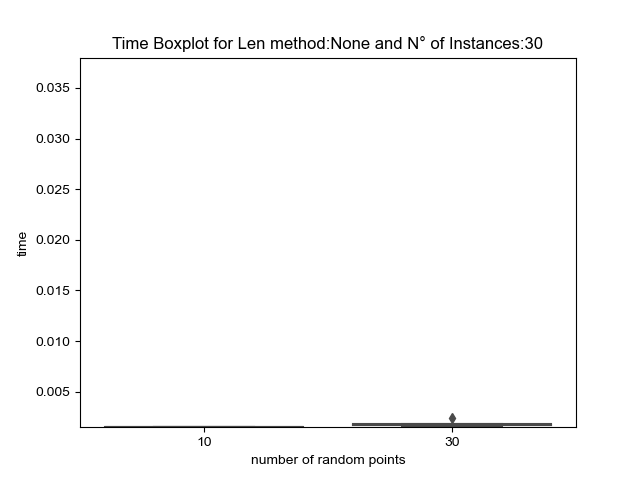 Time Boxplot for Len method:None and N° of Instances:30
0.035
0.030
0.025
0.020
0.015
0.010
0.005
time
10 30
number of random points